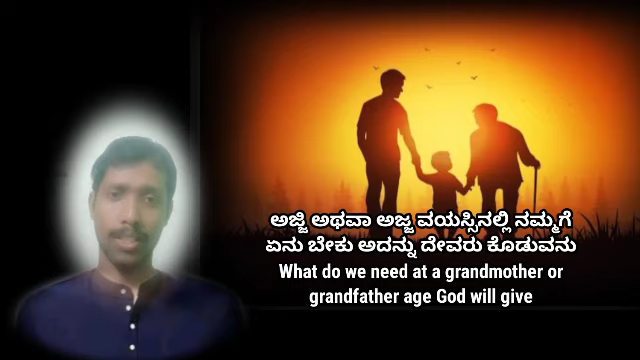 ಅಜ್ಜಿ ಅಥವಾ ಅಜ್ಜ ವಯಸ್ಸಿನಲ್ಲಿ ನಮ್ಮಗೆ
ಏನು ಬೇಕು ಅದನ್ನು ದೇವರು ಕೊಡುವನು
What do we need at a grandmother or
grandfather age God will give